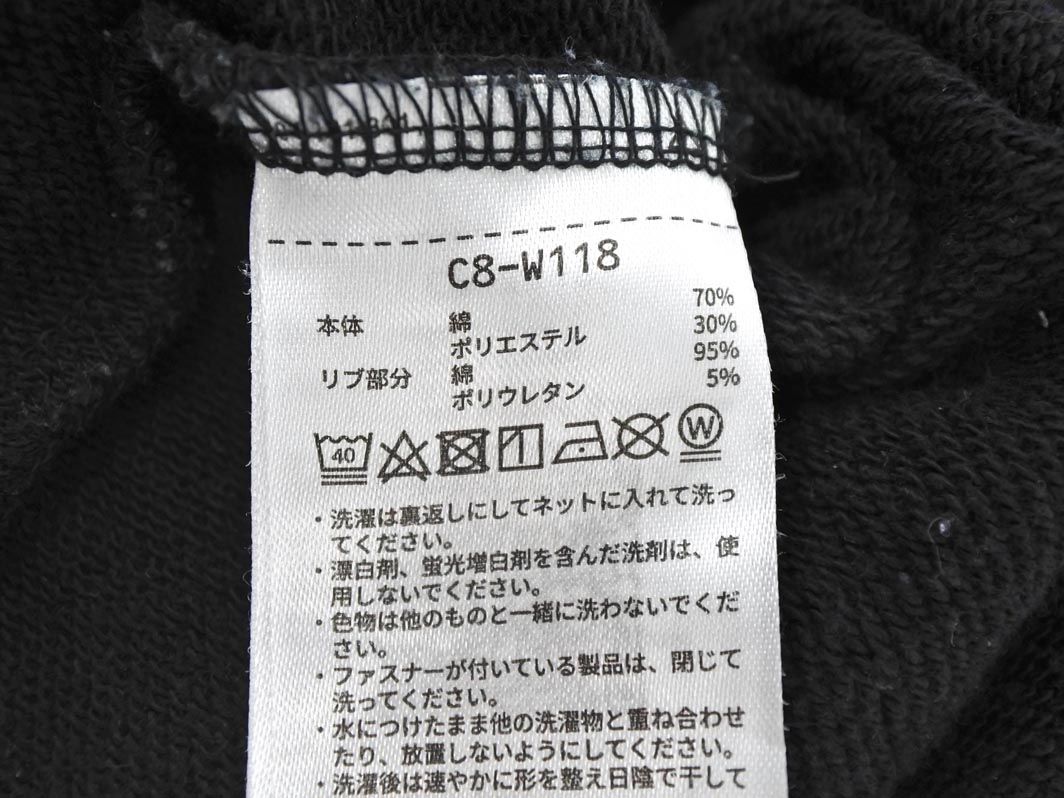 C8-W118
本体 綿 70%
ポリエステル 30%
リブ部分 綿 95%
ポリウレタン 5%
40 W
・洗濯は裏返しにしてネットに入れて洗っ
てください。
・漂白剤、蛍光増白剤を含んだ洗剤は、使
用しないでください。
・色物は他のものと一緒に洗わないでくだ
さい。
・ファスナーが付いている製品は、閉じて
洗ってください。
・水につけたまま他の洗濯物と重ね合わせ
たり、放置しないようにしてください。
・洗濯後は速やかに形を整え日陰で干して